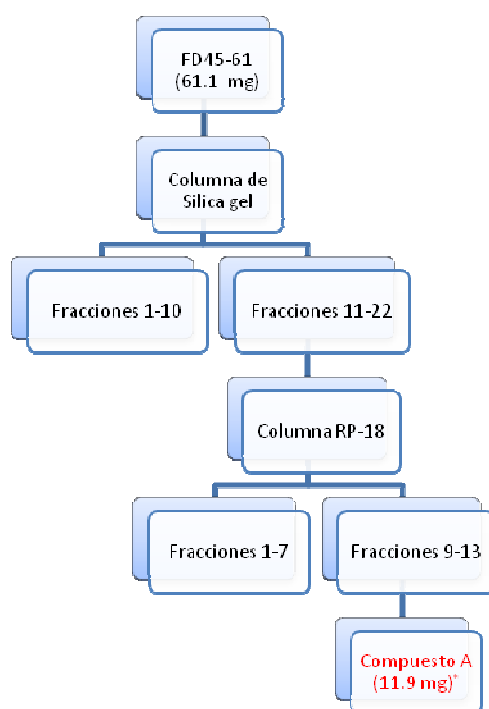 FD45-61
(61.1 mg)
Columna de
Silica gel
Fracciones 1-10
Fracciones 11-22
Columna RP-18
Fracciones 1-7
Fracciones 9-13
Compuesto A
(11.9 mg)*